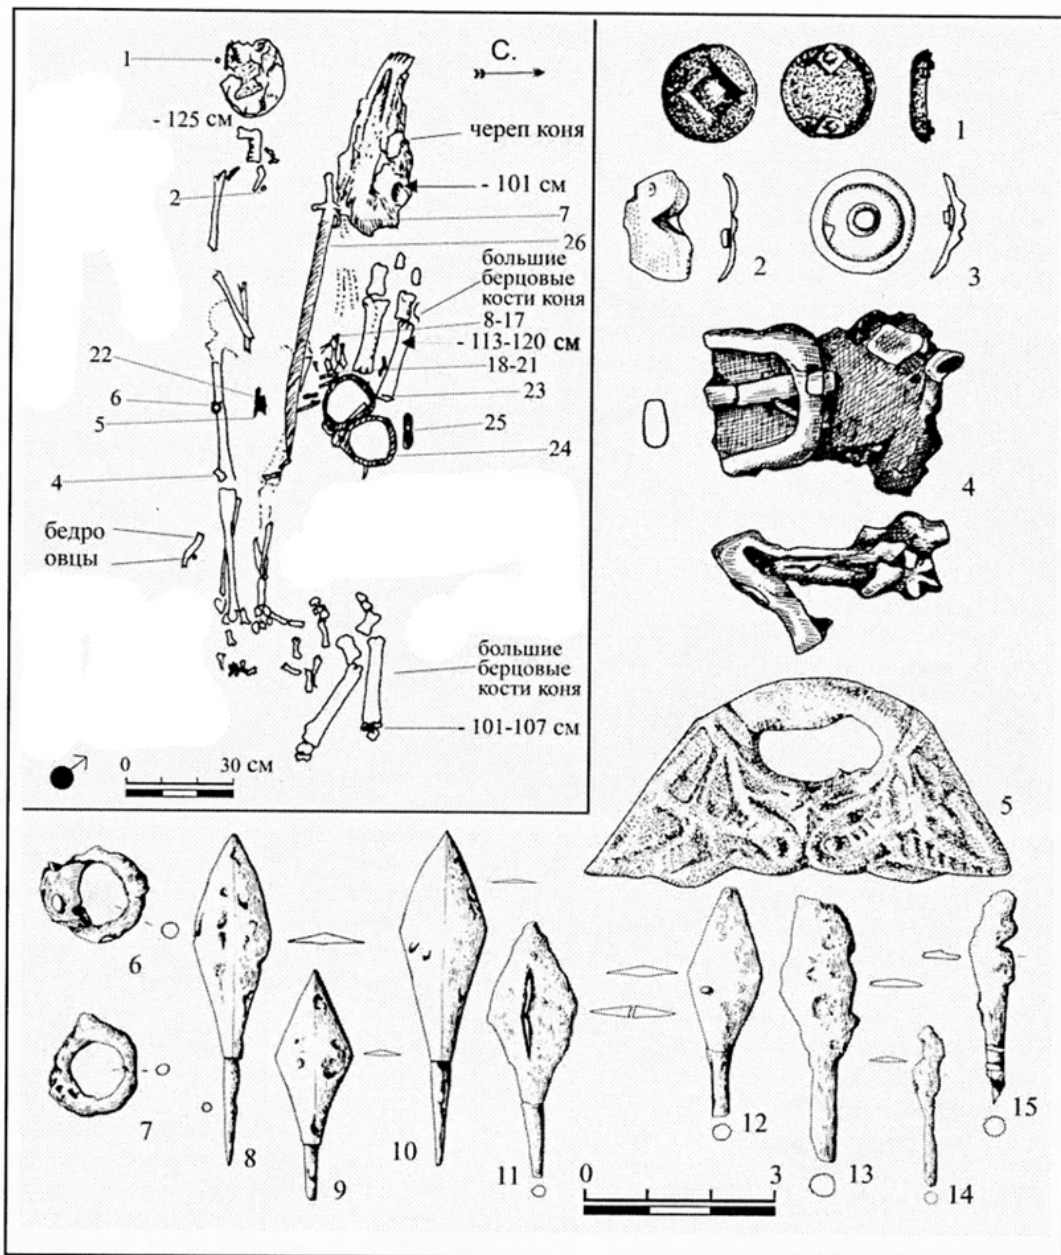 С.
1
- 125 см
череп коня
- 101 см
2
7
26
большие
берцовые
кости коня
8-17
- 113-120 см
18-21
22
6
5
23
25
24
4
бедро
овцы
большие
берцовые
кости коня
- 101-107 см
0 30 см
1
2
3
4
5
6
7
8
9
10
11
12
13
14
15
0 3